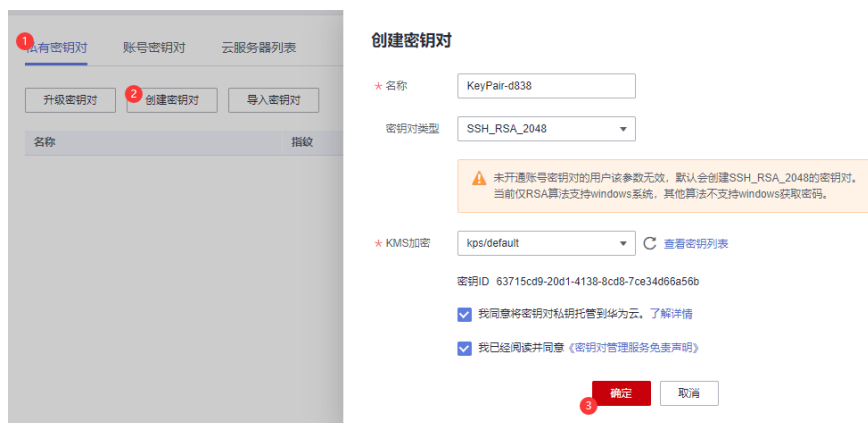 1
私有密钥对 账号密钥对 云服务器列表
升级密钥对 2 创建密钥对 导入密钥对
名称 指纹
创建密钥对
* 名称 KeyPair-d838
密钥对类型 SSH_RSA_2048
未开通账号密钥对的用户该参数无效，默认会创建SSH_RSA_2048的密钥对。
当前仅RSA算法支持windows系统，其他算法不支持windows获取密码。
* KMS加密 kps/default 查看密钥列表
密钥ID 63715cd9-20d1-4138-8cd8-7ce34d66a56b
我同意将密钥对私钥托管到华为云。了解详情
我已经阅读并同意《密钥对管理服务免责声明》
确定 取消
3